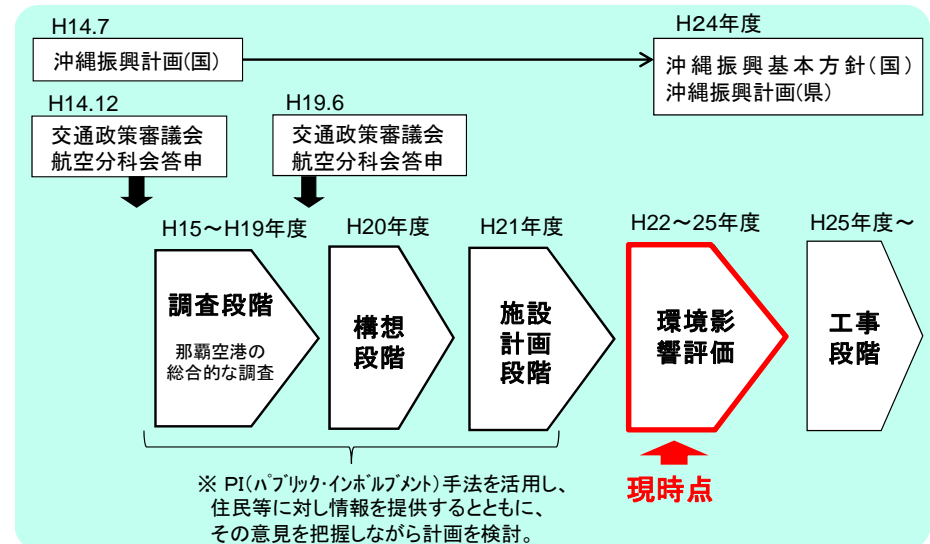 H14.7
H24年度
沖縄振興計画(国)
沖縄振興基本方針(国)
沖縄振興計画(県)
H14.12
H19.6
交通政策審議会
航空分科会答申
交通政策審議会
航空分科会答申
H15～H19年度
H20年度
H21年度
H22～25年度
H25年度～
調査段階
那覇空港の
総合的な調査
構想
段階
施設
計画
段階
環境影
響評価
工事
段階
現時点
※ PI(ﾊﾟﾌﾞﾘｯｸ･ｲﾝﾎﾞﾙﾌﾞﾒﾝﾄ)手法を活用し、
住民等に対し情報を提供するとともに、
その意見を把握しながら計画を検討。